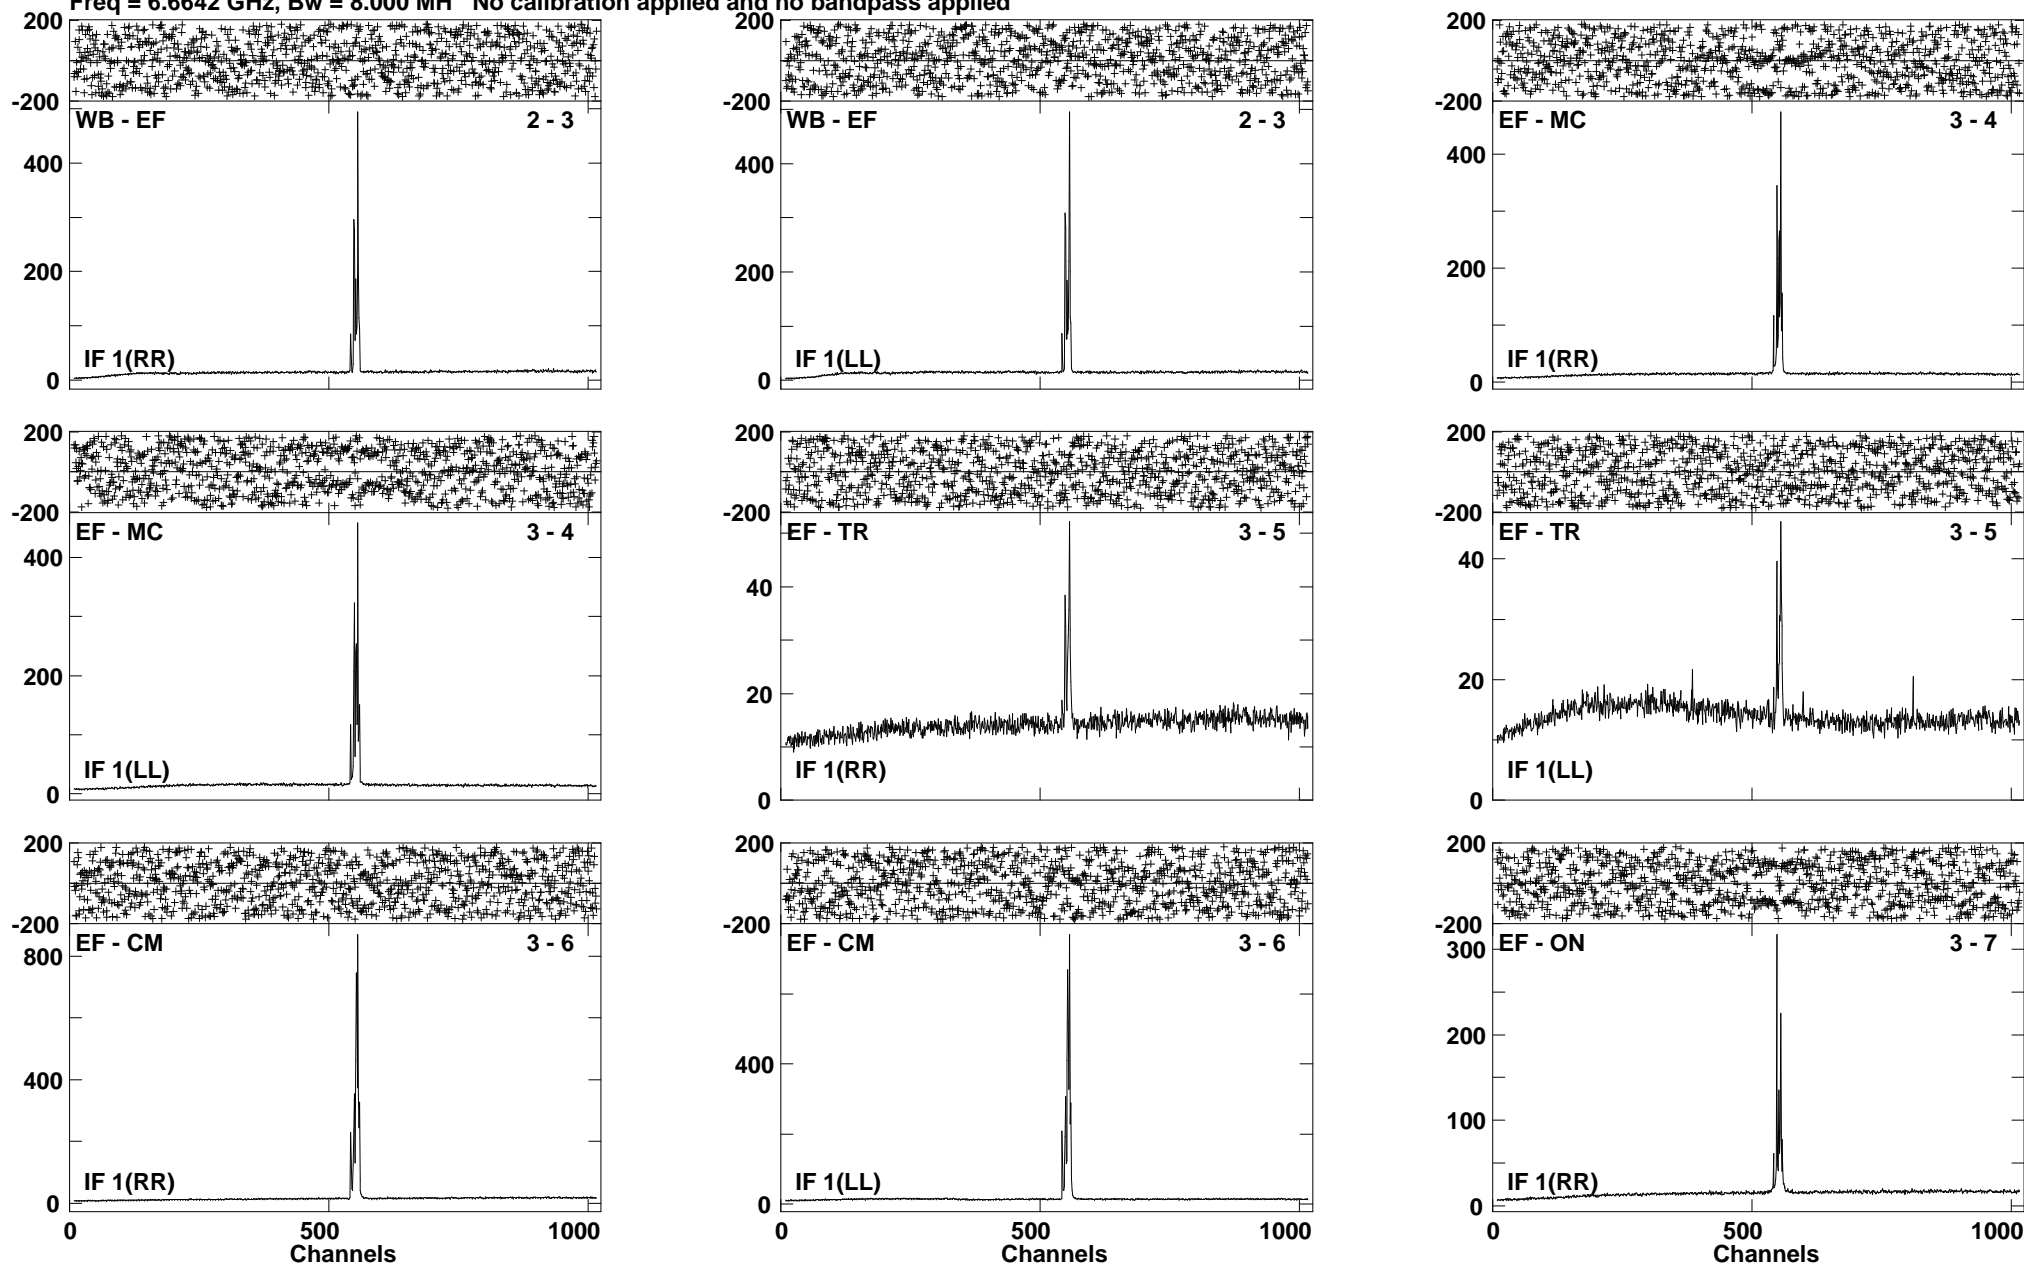 Freq = 6.6642 GHz, Bw = 8.000 MH No calibration applied and no bandpass applied
200
-200
WB - EF 2 - 3
400
200
0
IF 1(RR)
200
-200
WB - EF 2 - 3
400
200
0
IF 1(LL)
200
-200
EF - MC 3 - 4
400
200
0
IF 1(RR)
200
-200
EF - MC 3 - 4
400
200
0
IF 1(LL)
200
-200
EF - TR 3 - 5
40
20
0
IF 1(RR)
200
-200
EF - TR 3 - 5
40
20
0
IF 1(LL)
200
-200
EF - CM 3 - 6
800
400
0
IF 1(RR)
0 500 1000
Channels
200
-200
EF - CM 3 - 6
400
0
IF 1(LL)
0 500 1000
Channels
200
-200
EF - ON 3 - 7
300
200
100
0
IF 1(RR)
0 500 1000
Channels